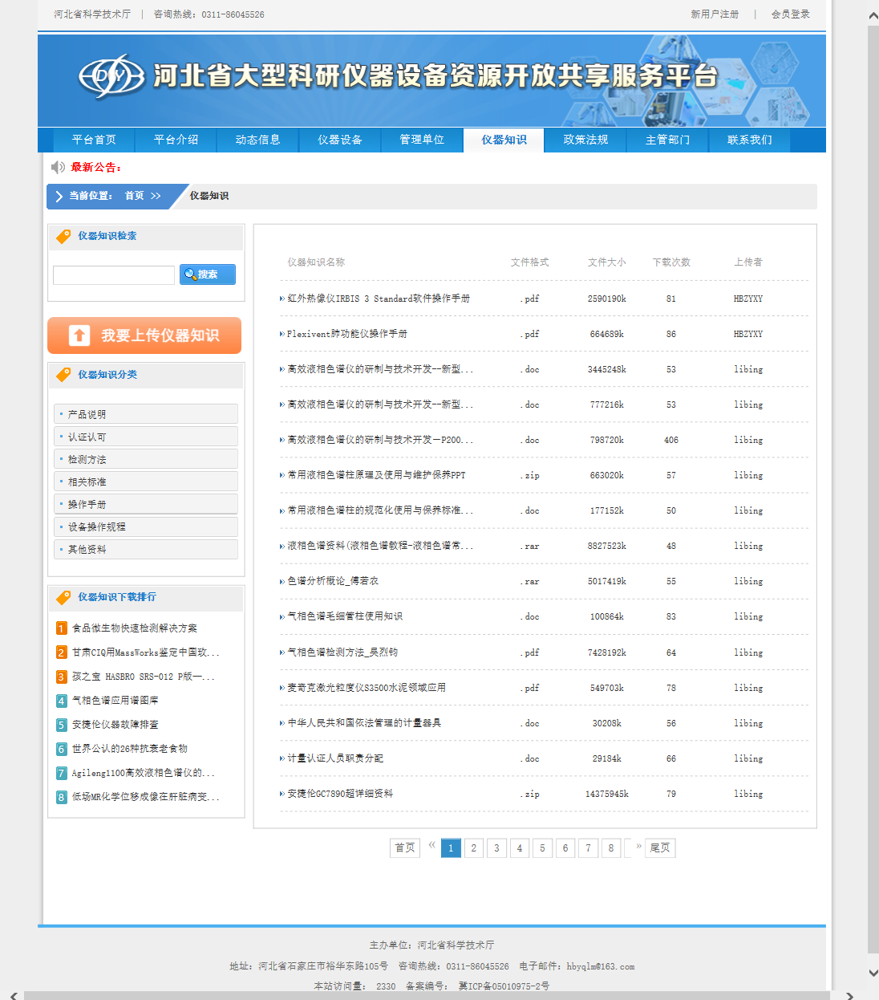 河北省科学技术厅 | 咨询热线: 0311-86045526 新用户注册 | 会员登录
DYY 河北省大型科研仪器设备资源开放共享服务平台
平台首页 平台介绍 动态信息 仪器设备 管理单位 仪器知识 政策法规 主管部门 联系我们
最新公告:
当前位置: 首页 >> 仪器知识
仪器知识检索
搜索
我要上传仪器知识
仪器知识分类
产品说明
认证认可
检测方法
相关标准
操作手册
设备操作规程
其他资料
仪器知识下载排行
1 食品微生物快速检测解决方案
2 甘肃CIQ用MassWorks鉴定中国玫...
3 孩之宝 HASBRO SRS-012 P版一...
4 气相色谱应用谱图库
5 安捷伦仪器故障排查
6 世界公认的26种抗衰老食物
7 Agileng1100高效液相色谱仪的...
8 低场MR化学位移成像在肝脏病变...
仪器知识名称 文件格式 文件大小 下载次数 上传者
红外热像仪IRBIS 3 Standard软件操作手册 .pdf 2590190k 81 HBZYXY
Flexivent肺功能仪操作手册 .pdf 664689k 86 HBZYXY
高效液相色谱仪的研制与技术开发--新型... .doc 3445248k 53 libing
高效液相色谱仪的研制与技术开发--新型... .doc 777216k 53 libing
高效液相色谱仪的研制与技术开发—P200... .doc 798720k 406 libing
常用液相色谱柱原理及使用与维护保养PPT .zip 663020k 57 libing
常用液相色谱柱的规范化使用与保养标准... .doc 177152k 50 libing
液相色谱资料(液相色谱教程-液相色谱常... .rar 8827523k 48 libing
色谱分析概论_傅若农 .rar 5017419k 55 libing
气相色谱毛细管柱使用知识 .doc 100864k 83 libing
气相色谱检测方法_吴烈钧 .pdf 7428192k 64 libing
麦奇克激光粒度仪S3500水泥领域应用 .pdf 549703k 78 libing
中华人民共和国依法管理的计量器具 .doc 30208k 56 libing
计量认证人员职责分配 .doc 29184k 66 libing
安捷伦GC7890超详细资料 .zip 14375945k 79 libing
首页 « 1 2 3 4 5 6 7 8 » 尾页
主办单位: 河北省科学技术厅
地址: 河北省石家庄市裕华东路105号 咨询热线: 0311-86045526 电子邮件: hbyqlm@163.com
本站访问量: 2330 备案编号: 冀ICP备05010975-2号